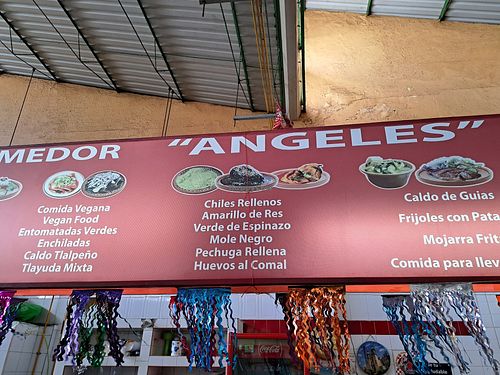 MEDOR "ANGELES"
Comida Vegana
Vegan Food
Entomatadas Verdes
Enchiladas
Caldo Tlalpeño
Tlayuda Mixta
Chiles Rellenos
Amarillo de Res
Verde de Espinazo
Mole Negro
Pechuga Rellena
Huevos al Comal
Caldo de Guias
Frijoles con Pata
Mojarra Frit
Comida para llev
Coca-Cola